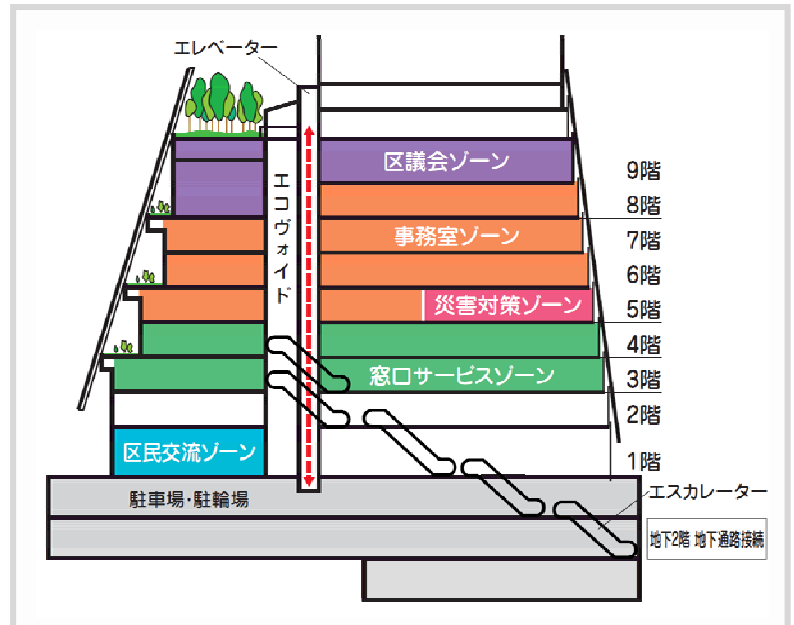 エレベーター
区議会ゾーン
9階
エコヴォイド
8階
事務室ゾーン
7階
6階
災害対策ゾーン
5階
4階
窓口サービスゾーン
3階
2階
区民交流ゾーン
1階
駐車場・駐輪場
エスカレーター
地下2階 地下通路接続